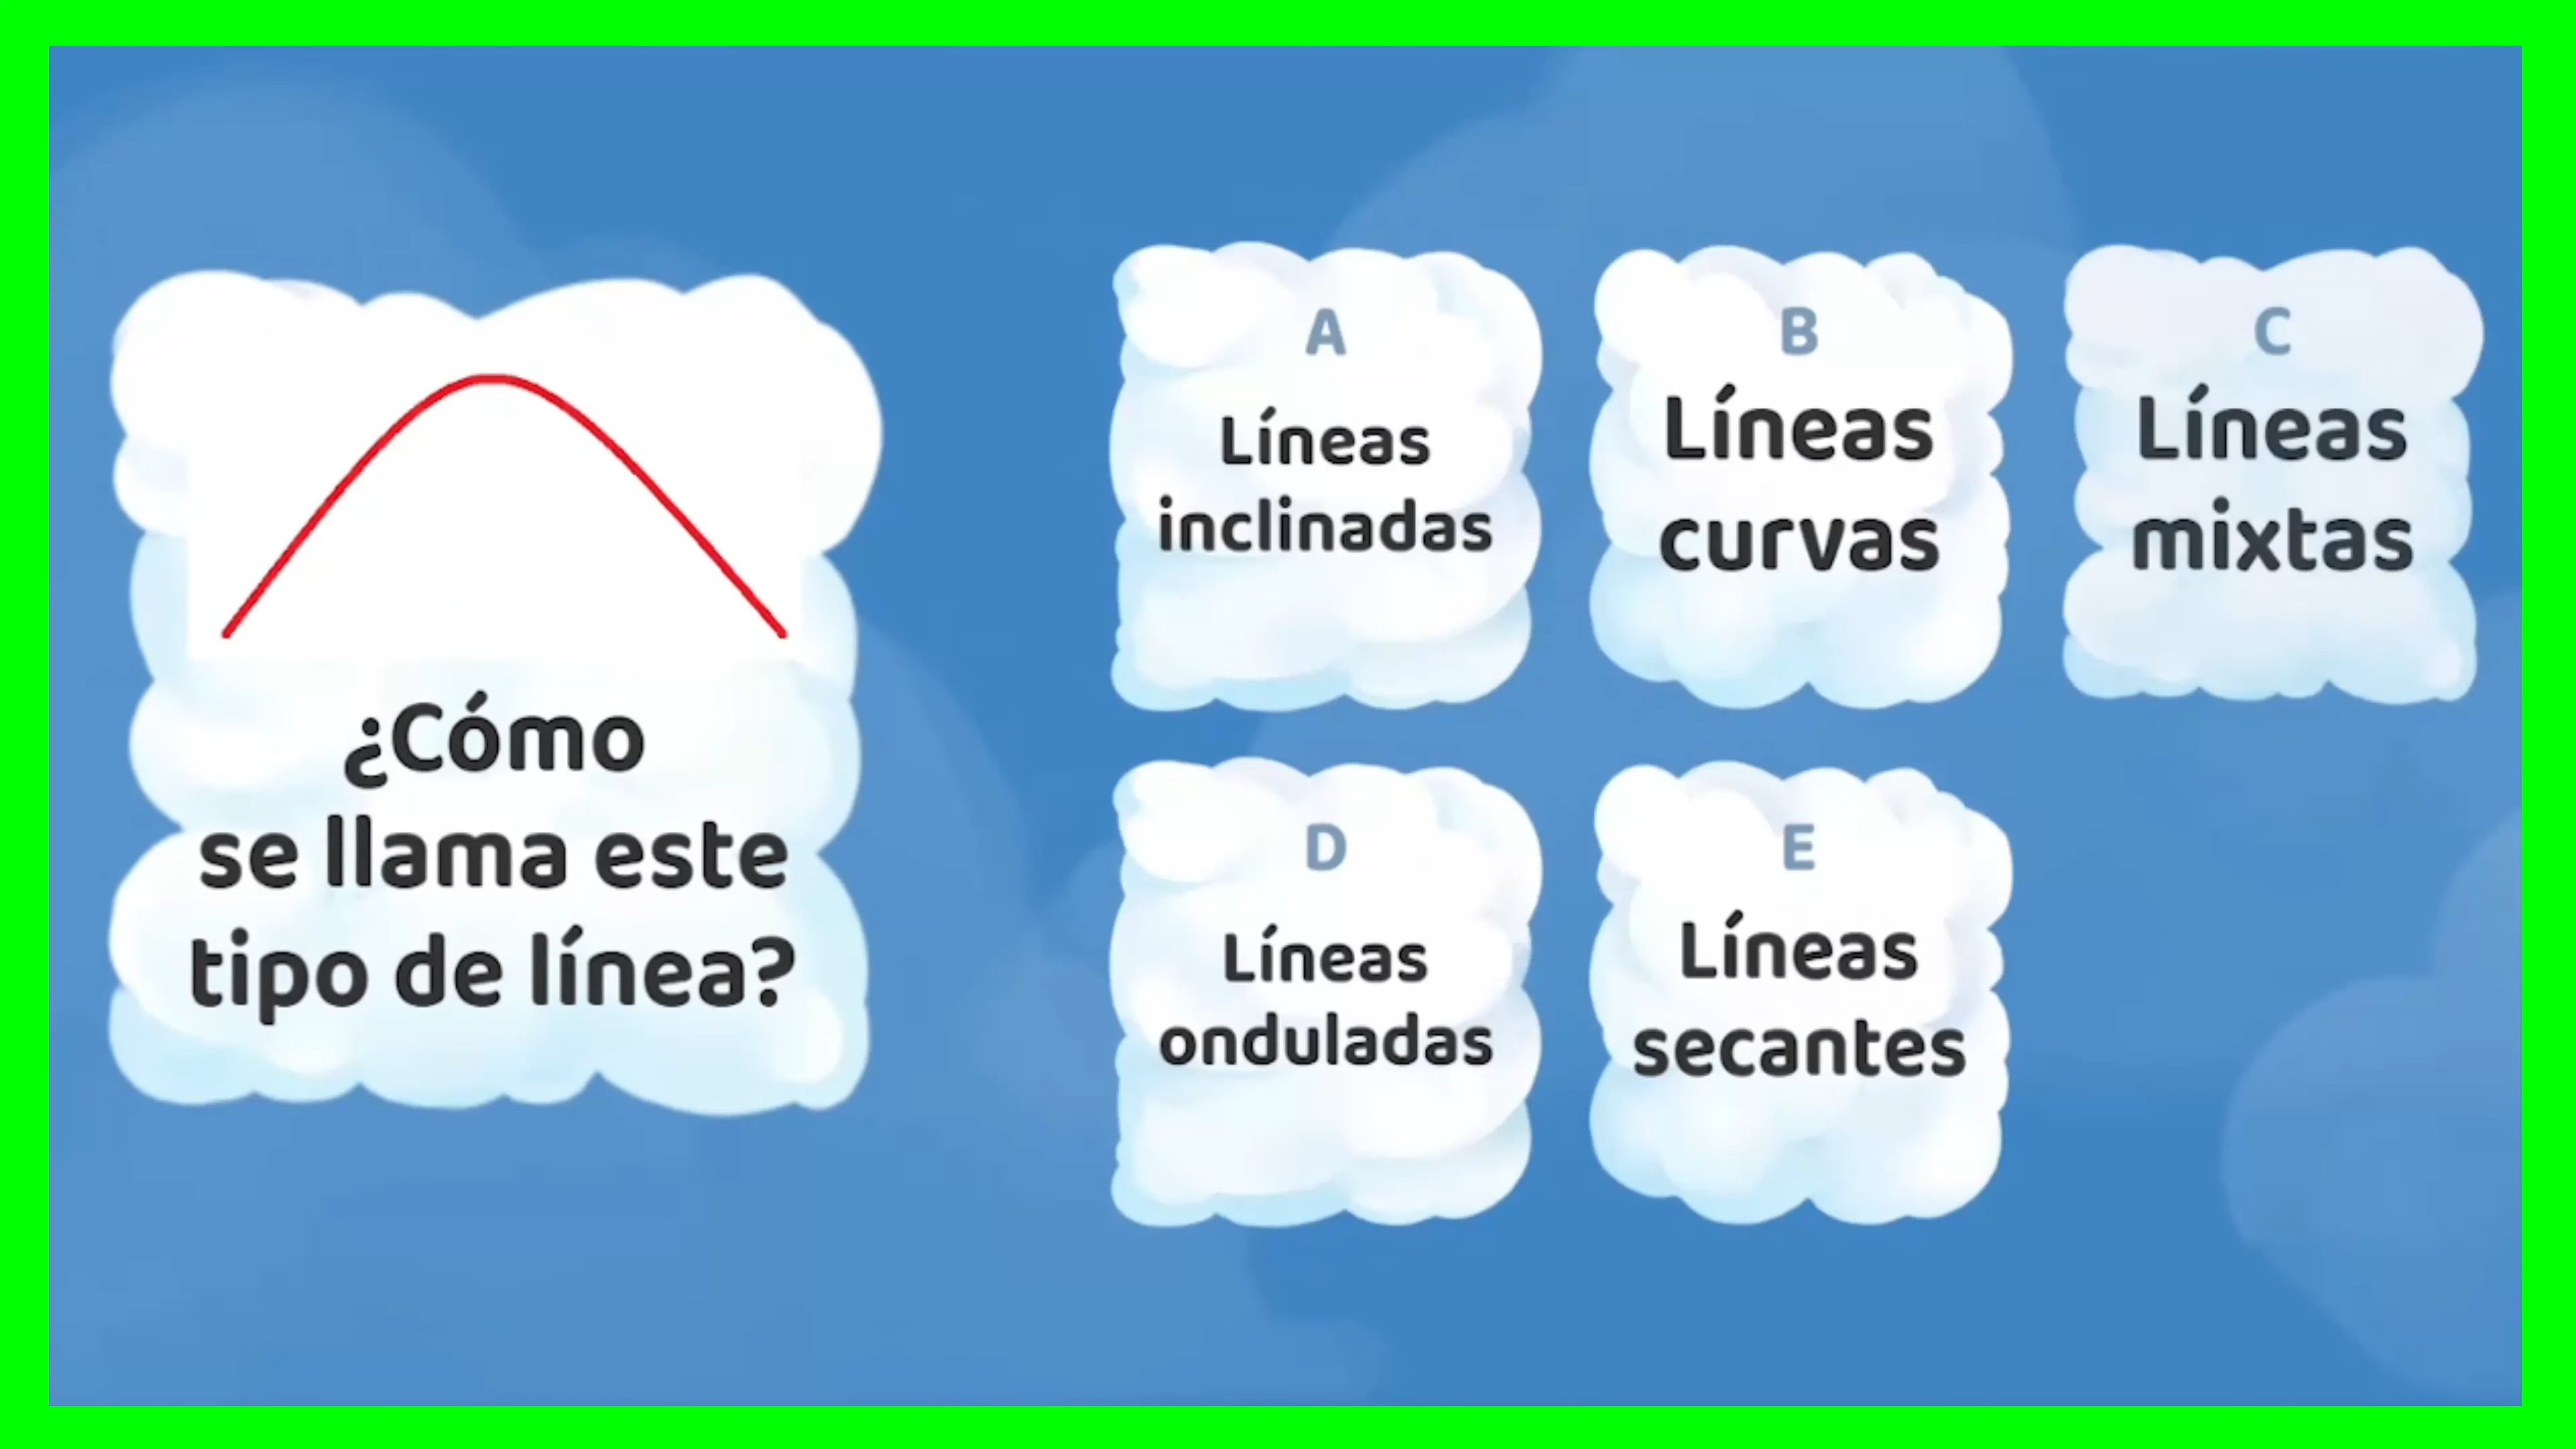 ¿Cómo
se llama este
tipo de línea?
A
Líneas
inclinadas
B
Líneas
curvas
C
Líneas
mixtas
D
Líneas
onduladas
E
Líneas
secantes